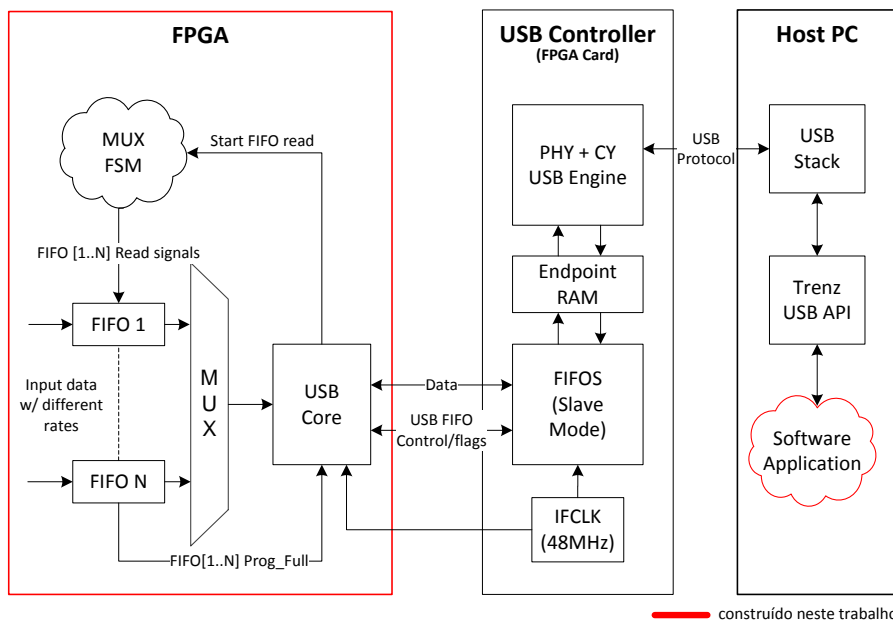 FPGA
MUX
FSM
Start FIFO read
FIFO [1..N] Read signals
FIFO 1
Input data
w/ different
rates
FIFO N
M
U
X
USB
Core
FIFO[1..N] Prog_Full
USB Controller
(FPGA Card)
PHY + CY
USB Engine
Endpoint
RAM
Data
USB FIFO
Control/flags
FIFOS
(Slave
Mode)
IFCLK
(48MHz)
USB
Protocol
Host PC
USB
Stack
Trenz
USB API
Software
Application
construído neste trabalho